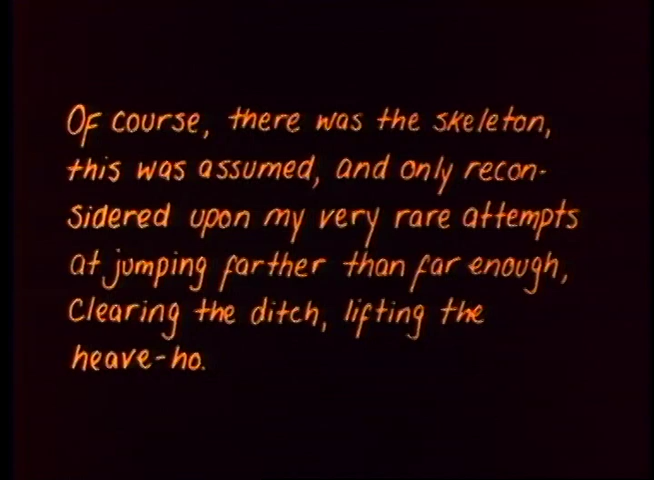 Of course, there was the skeleton,
this was assumed, and only recon-
sidered upon my very rare attempts
at jumping farther than far enough,
Clearing the ditch, lifting the
heave-ho.